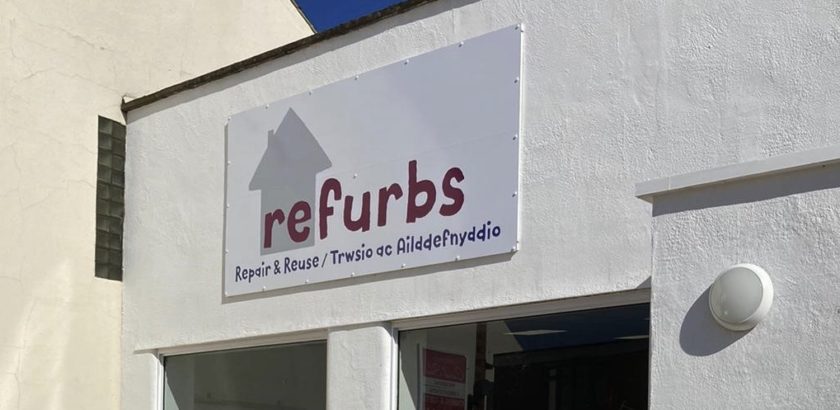 refurbs
Repair & Reuse / Trwsio ac Ailddefnyddio